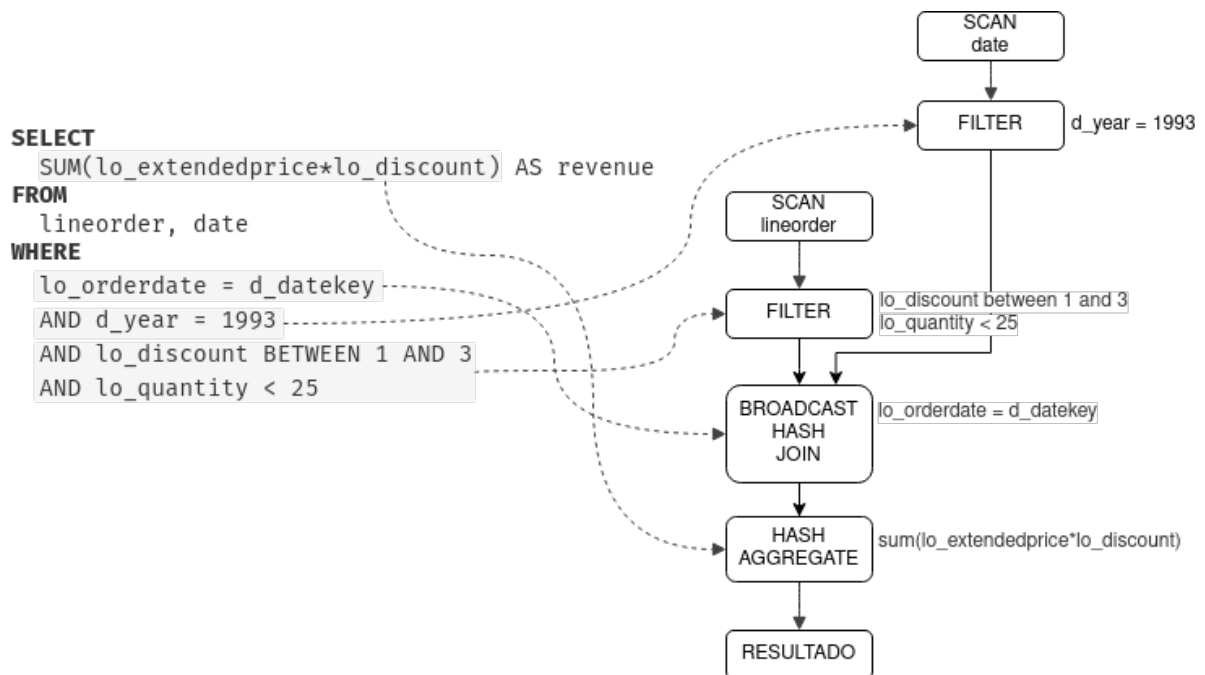 SELECT
SUM(lo_extendedprice*lo_discount) AS revenue
FROM
lineorder, date
WHERE
lo_orderdate = d_datekey
AND d_year = 1993
AND lo_discount BETWEEN 1 AND 3
AND lo_quantity < 25
SCAN
date
FILTER
d_year = 1993
SCAN
lineorder
FILTER
lo_discount between 1 and 3
lo_quantity < 25
BROADCAST
HASH
JOIN
lo_orderdate = d_datekey
HASH
AGGREGATE
sum(lo_extendedprice*lo_discount)
RESULTADO